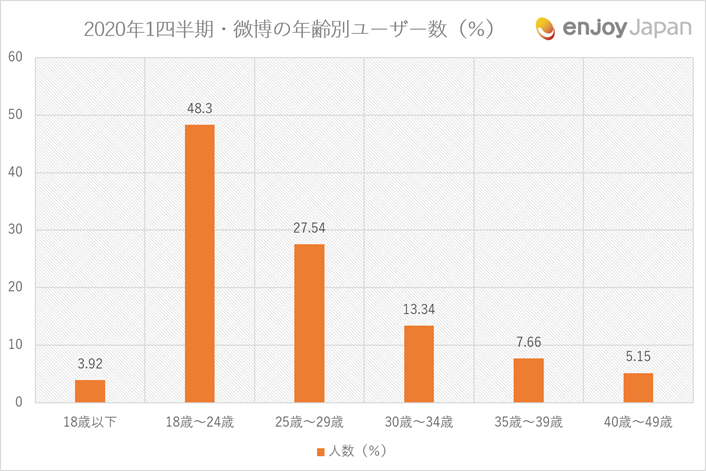 2020年1四半期・微博の年齢別ユーザー数（%）
enjoyJapan
60
50
40
30
20
10
0
3.92
48.3
27.54
13.34
7.66
5.15
18歳以下
18歳～24歳
25歳～29歳
30歳～34歳
35歳～39歳
40歳～49歳
人数（%）